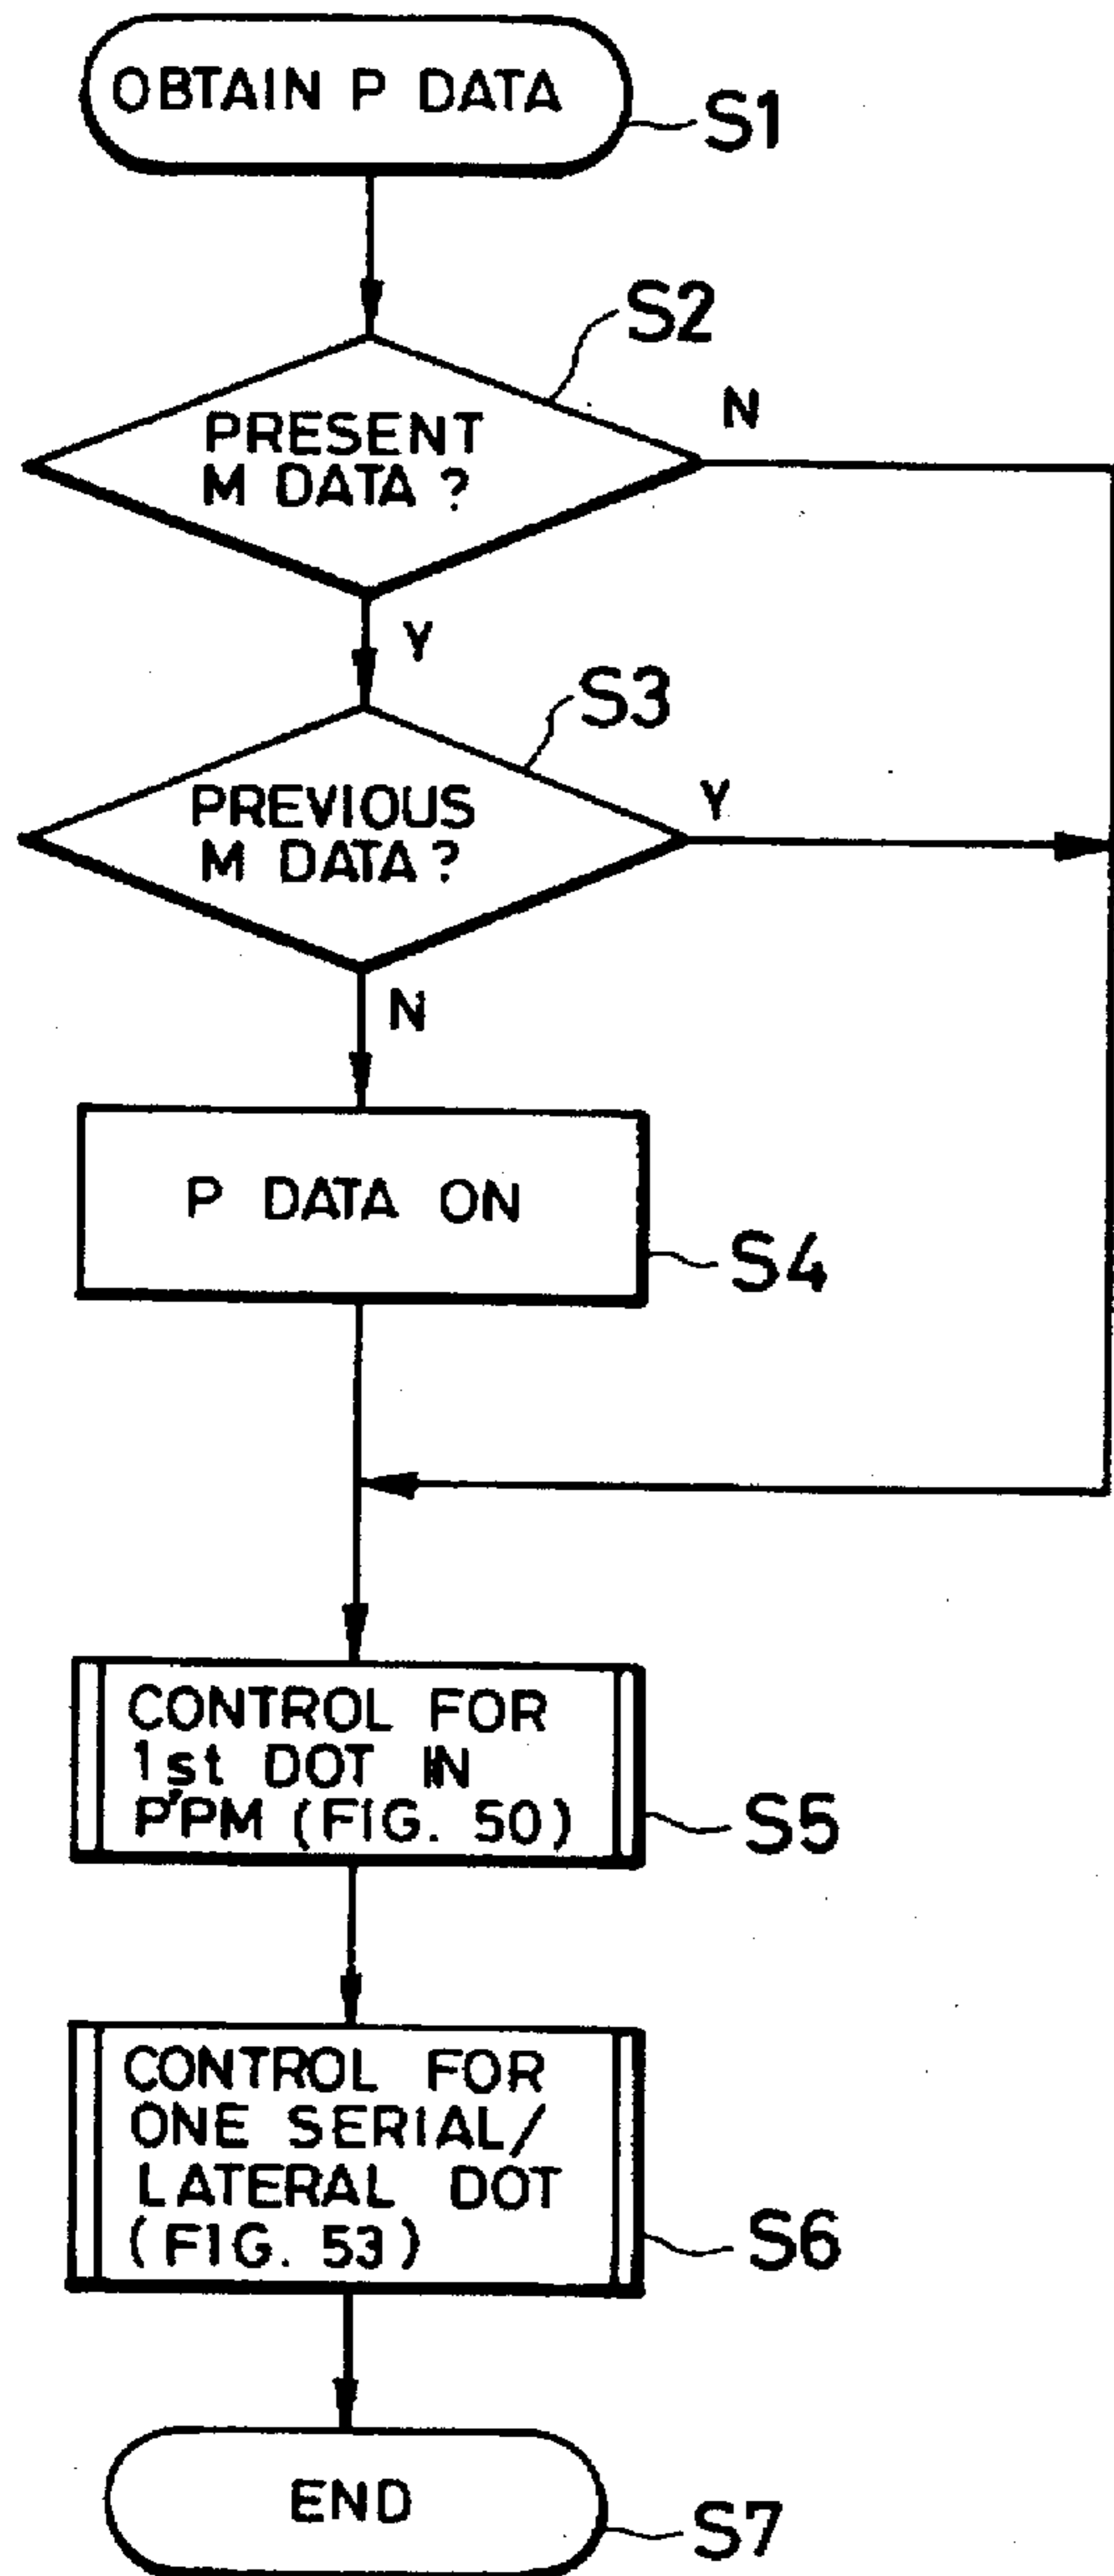 OBTAIN P DATA
S1
S2
PRESENT
M DATA ?
N
Y
S3
PREVIOUS
M DATA ?
Y
N
P DATA ON
S4
CONTROL FOR
1st DOT IN
P'PM (FIG. 50)
S5
CONTROL FOR
ONE SERIAL/
LATERAL DOT
(FIG. 53)
S6
END
S7